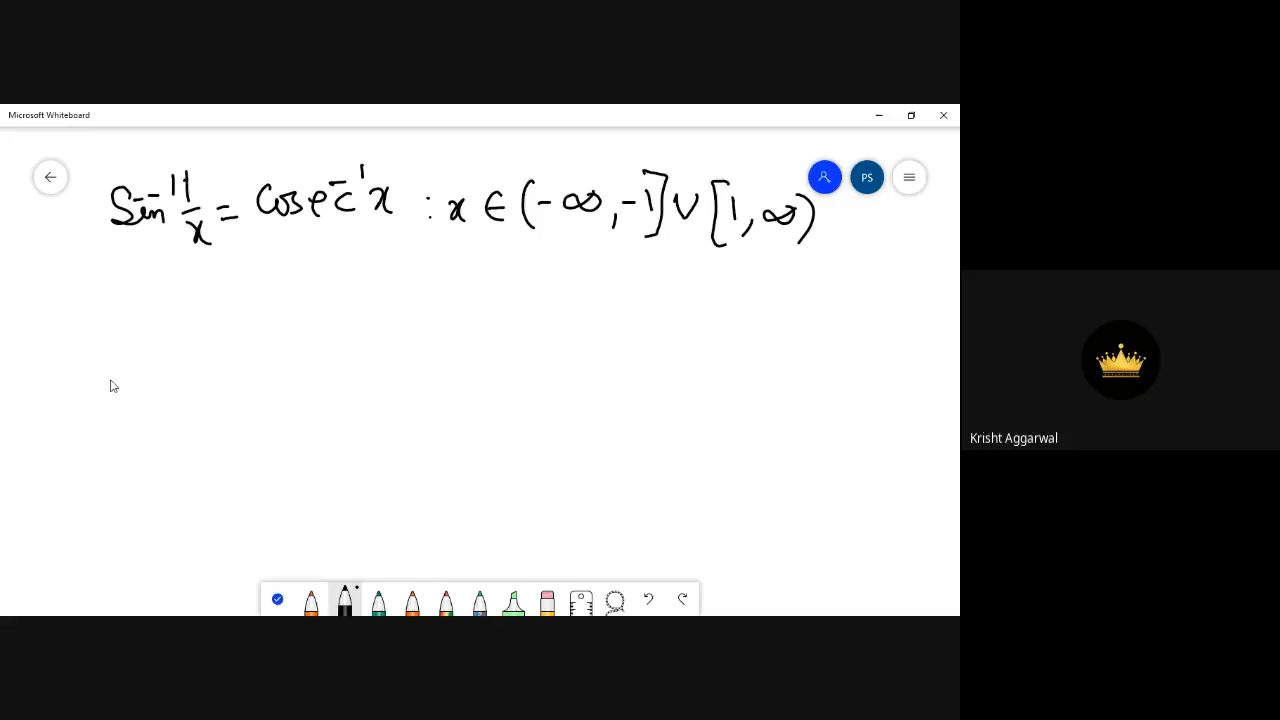 Microsoft Whiteboard
Sin⁻¹ 1/x = Cosec⁻¹x : x ∈ (-∞, -1] ∪ [1, ∞)
PS
Krisht Aggarwal